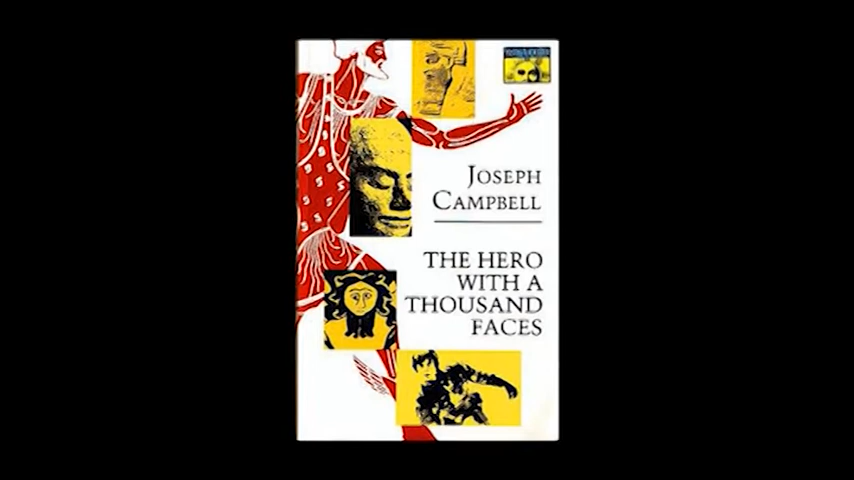 JOSEPH
CAMPBELL
THE HERO
WITH A
THOUSAND
FACES